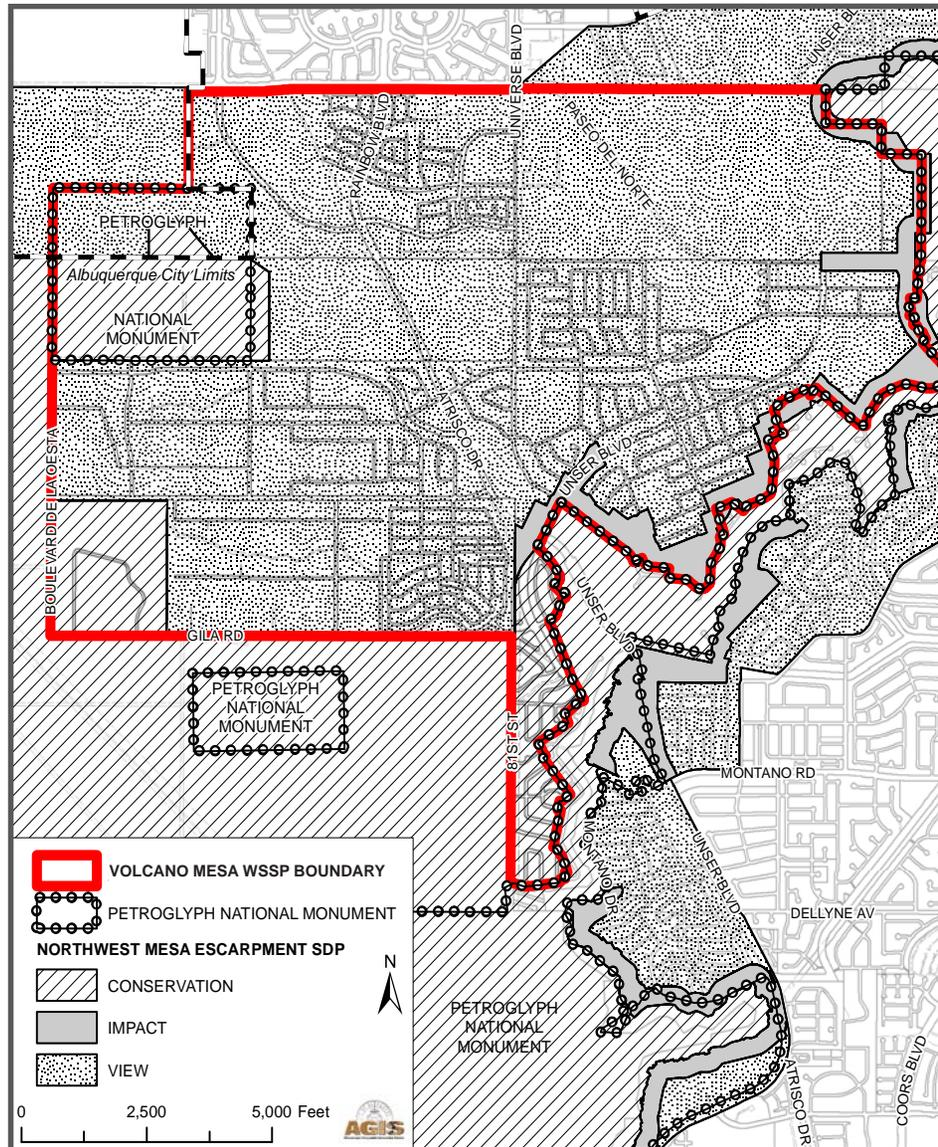 UNSER BL
UNIVERSE BLVD
RAINBOW BLVD
PASEO DEL NORTE
PETROGLYPH
Albuquerque City Limits
NATIONAL
MONUMENT
ATRISCO DR
UNSER BLVD
BOULEVARD DE LA OESTA
UNSER BLVD
GILA RD
PETROGLYPH
NATIONAL
MONUMENT
81ST ST
MONTANO RD
UNSER BLVD
DELLYNE AV
PETROGLYPH
NATIONAL
MONUMENT
ATRISCO DR
COORS BLVD
VOLCANO MESA WSSP BOUNDARY
PETROGLYPH NATIONAL MONUMENT
NORTHWEST MESA ESCARPMENT SDP
CONSERVATION
IMPACT
VIEW
N
0 2,500 5,000 Feet
AGIS